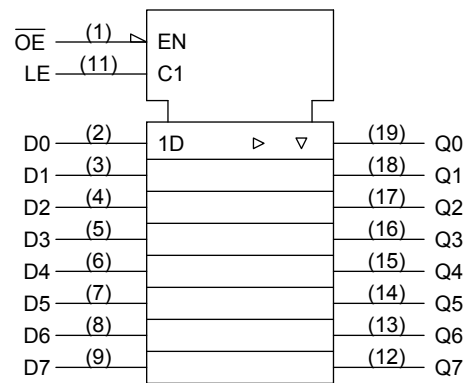 O̅E̅ (1) EN
LE (11) C1
D0 (2) 1D (19) Q0
D1 (3) (18) Q1
D2 (4) (17) Q2
D3 (5) (16) Q3
D4 (6) (15) Q4
D5 (7) (14) Q5
D6 (8) (13) Q6
D7 (9) (12) Q7